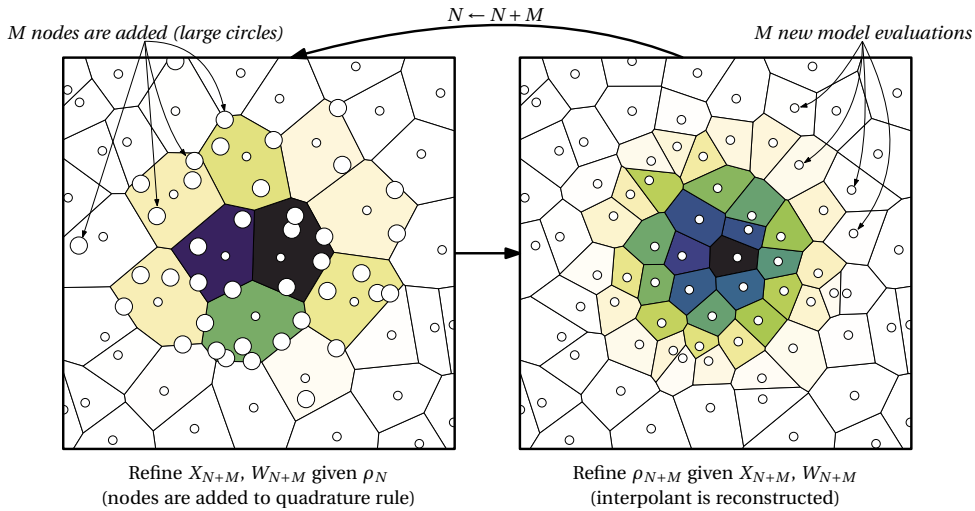 N ← N + M
M nodes are added (large circles)
M new model evaluations
Refine X_{N+M}, W_{N+M} given ρ_N
(nodes are added to quadrature rule)
Refine ρ_{N+M} given X_{N+M}, W_{N+M}
(interpolant is reconstructed)